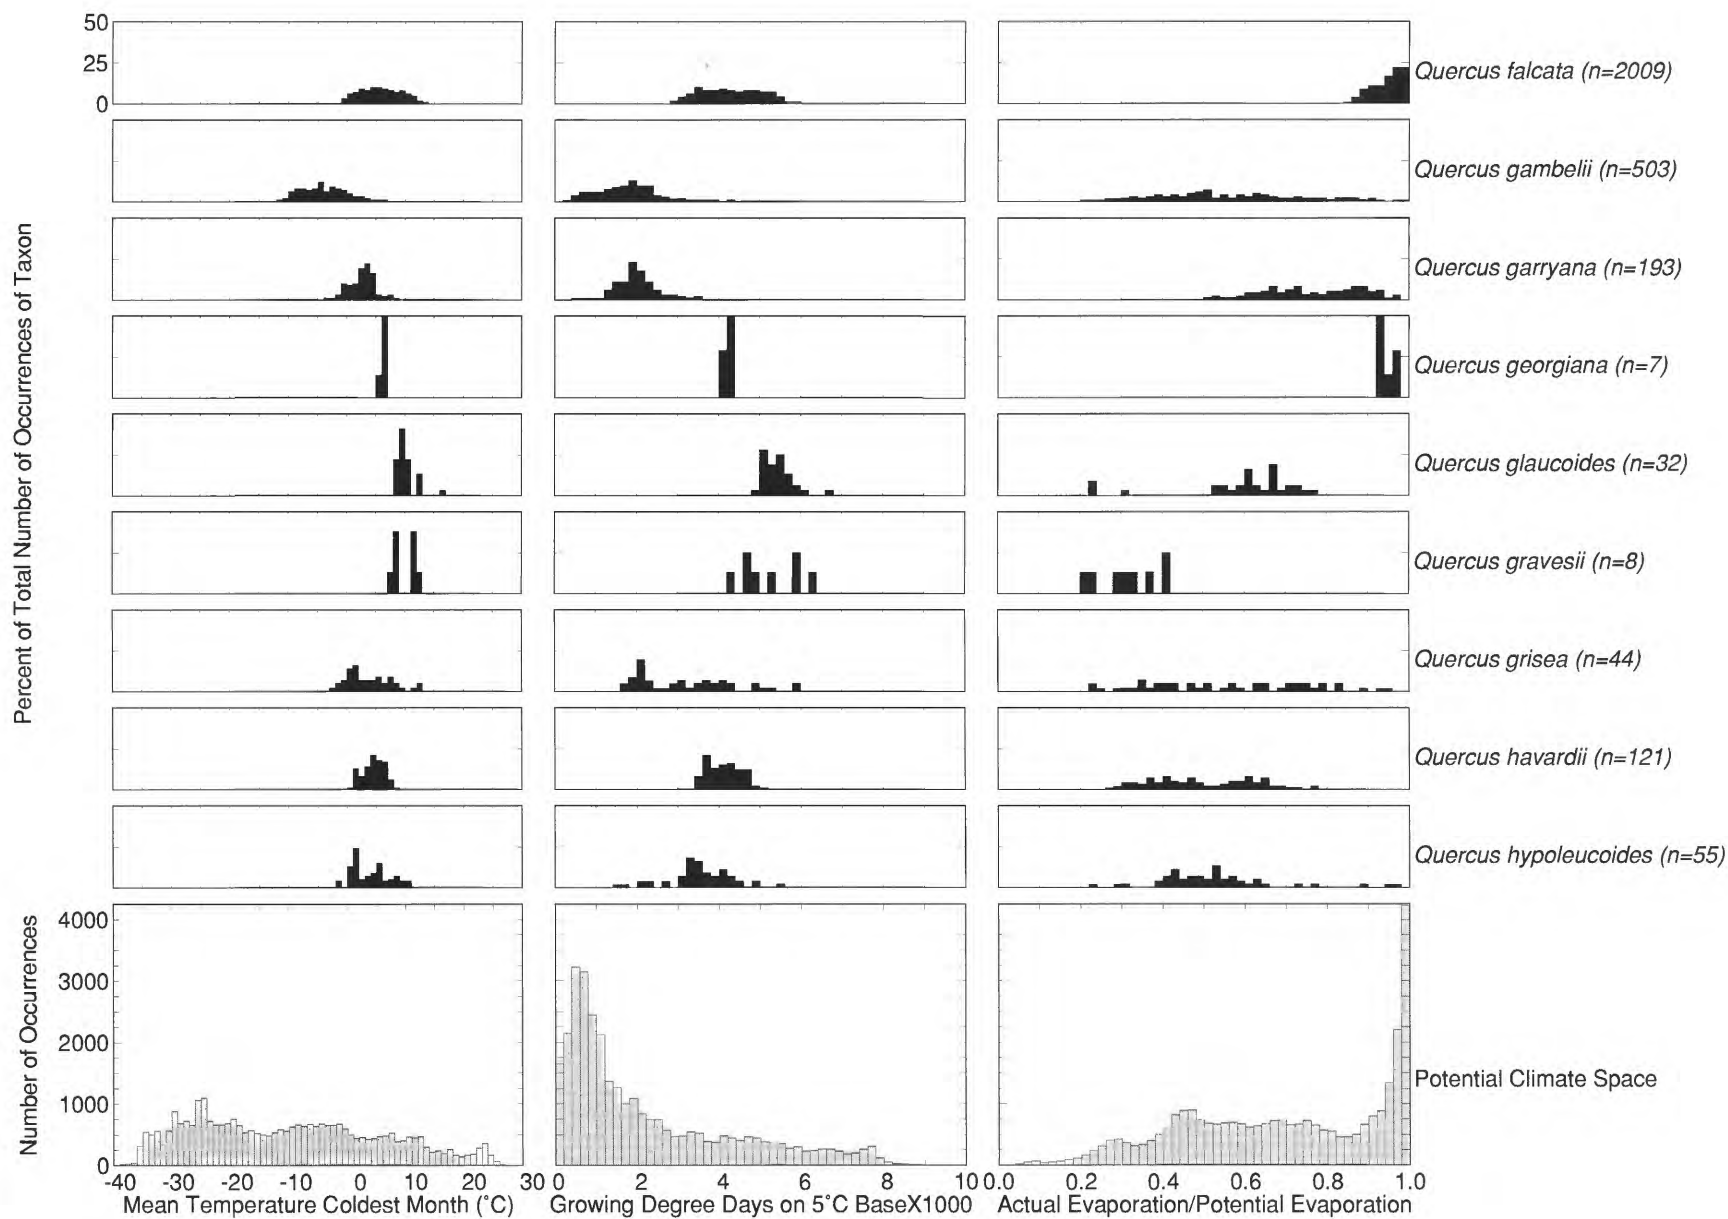 50
25
0
Quercus falcata (n=2009)
Quercus gambelii (n=503)
Quercus garryana (n=193)
Quercus georgiana (n=7)
Quercus glaucoides (n=32)
Quercus gravesii (n=8)
Quercus grisea (n=44)
Quercus havardii (n=121)
Quercus hypoleucoides (n=55)
Percent of Total Number of Occurrences of Taxon
Number of Occurrences
4000
3000
2000
1000
0
Potential Climate Space
-40 -30 -20 -10 0 10 20 30
0 2 4 6 8 10
0.0 0.2 0.4 0.6 0.8 1.0
Mean Temperature Coldest Month (°C)
Growing Degree Days on 5°C BaseX1000
Actual Evaporation/Potential Evaporation